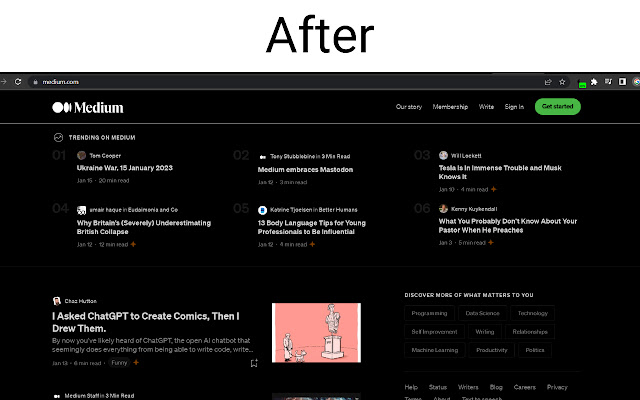 After
medium.com
Medium
Our story Membership Write Sign In Get started
TRENDING ON MEDIUM
01 Tom Cooper
Ukraine War, 15 January 2023
Jan 15 · 20 min read
02 Tony Stubblebine in 3 Min Read
Medium embraces Mastodon
Jan 12 · 3 min read
03 Will Lockett
Tesla Is In Immense Trouble and Musk
Knows It
Jan 10 · 4 min read
04 umair haque in Eudaimonia and Co
Why Britain's (Severely) Underestimating
British Collapse
Jan 12 · 12 min read
05 Katrine Tjoelsen in Better Humans
13 Body Language Tips for Young
Professionals to Be Influential
Jan 12 · 4 min read
06 Kenny Kuykendall
What You Probably Don't Know About Your
Pastor When He Preaches
Jan 3 · 5 min read
Chaz Hutton
I Asked ChatGPT to Create Comics, Then I
Drew Them.
By now you've likely heard of ChatGPT, the open AI chatbot that
seemingly does everything from being able to write code, write...
Jan 13 · 6 min read · Funny
Medium Staff in 3 Min Read
DISCOVER MORE OF WHAT MATTERS TO YOU
Programming Data Science Technology
Self Improvement Writing Relationships
Machine Learning Productivity Politics
Help Status Writers Blog Careers Privacy
Terms About Text to speech